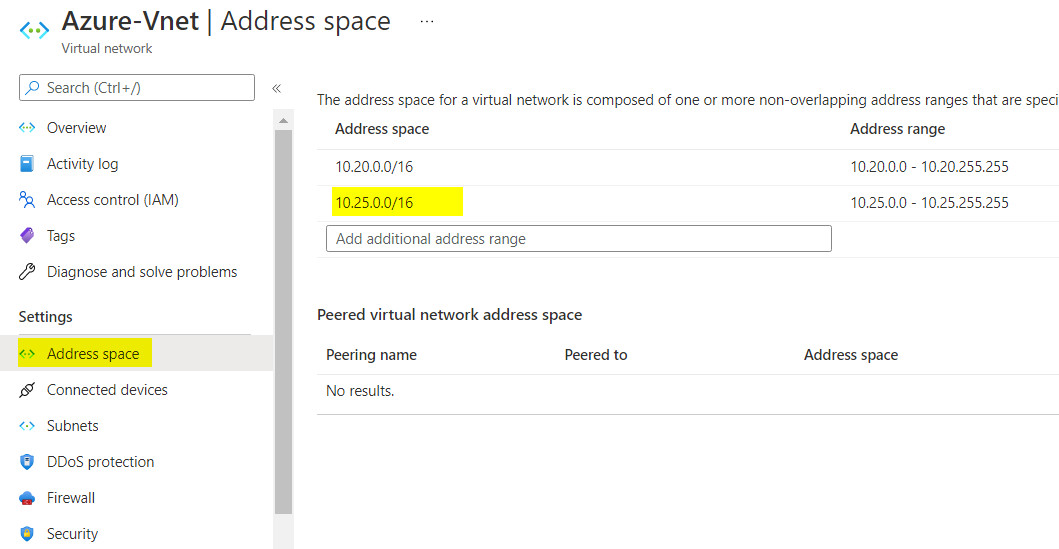 Azure-Vnet | Address space ...
Virtual network
Search (Ctrl+/)
«
Overview
Activity log
Access control (IAM)
Tags
Diagnose and solve problems
Settings
Address space
Connected devices
Subnets
DDoS protection
Firewall
Security
The address space for a virtual network is composed of one or more non-overlapping address ranges that are speci
Address space Address range
10.20.0.0/16 10.20.0.0 - 10.20.255.255
10.25.0.0/16 10.25.0.0 - 10.25.255.255
Add additional address range
Peered virtual network address space
Peering name Peered to Address space
No results.